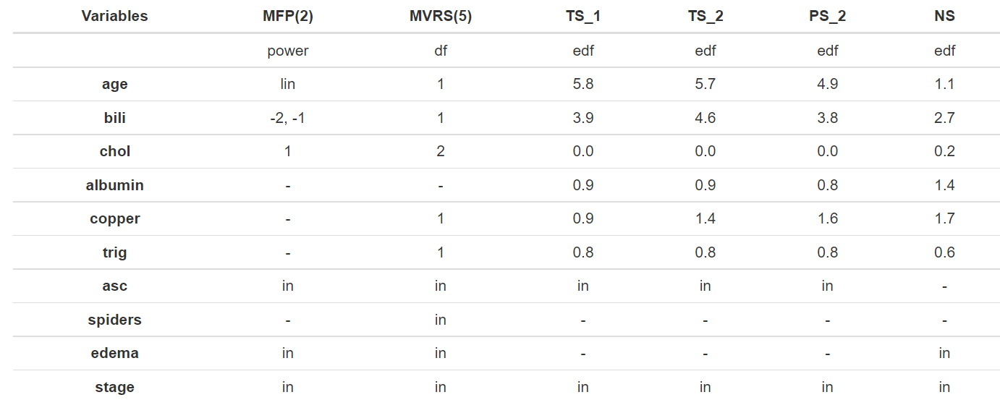 Variables MFP(2) MVRS(5) TS_1 TS_2 PS_2 NS
power df edf edf edf edf
age lin 1 5.8 5.7 4.9 1.1
bili -2, -1 1 3.9 4.6 3.8 2.7
chol 1 2 0.0 0.0 0.0 0.2
albumin - - 0.9 0.9 0.8 1.4
copper - 1 0.9 1.4 1.6 1.7
trig - 1 0.8 0.8 0.8 0.6
asc in in in in in -
spiders - in - - - -
edema in in - - - in
stage in in in in in in